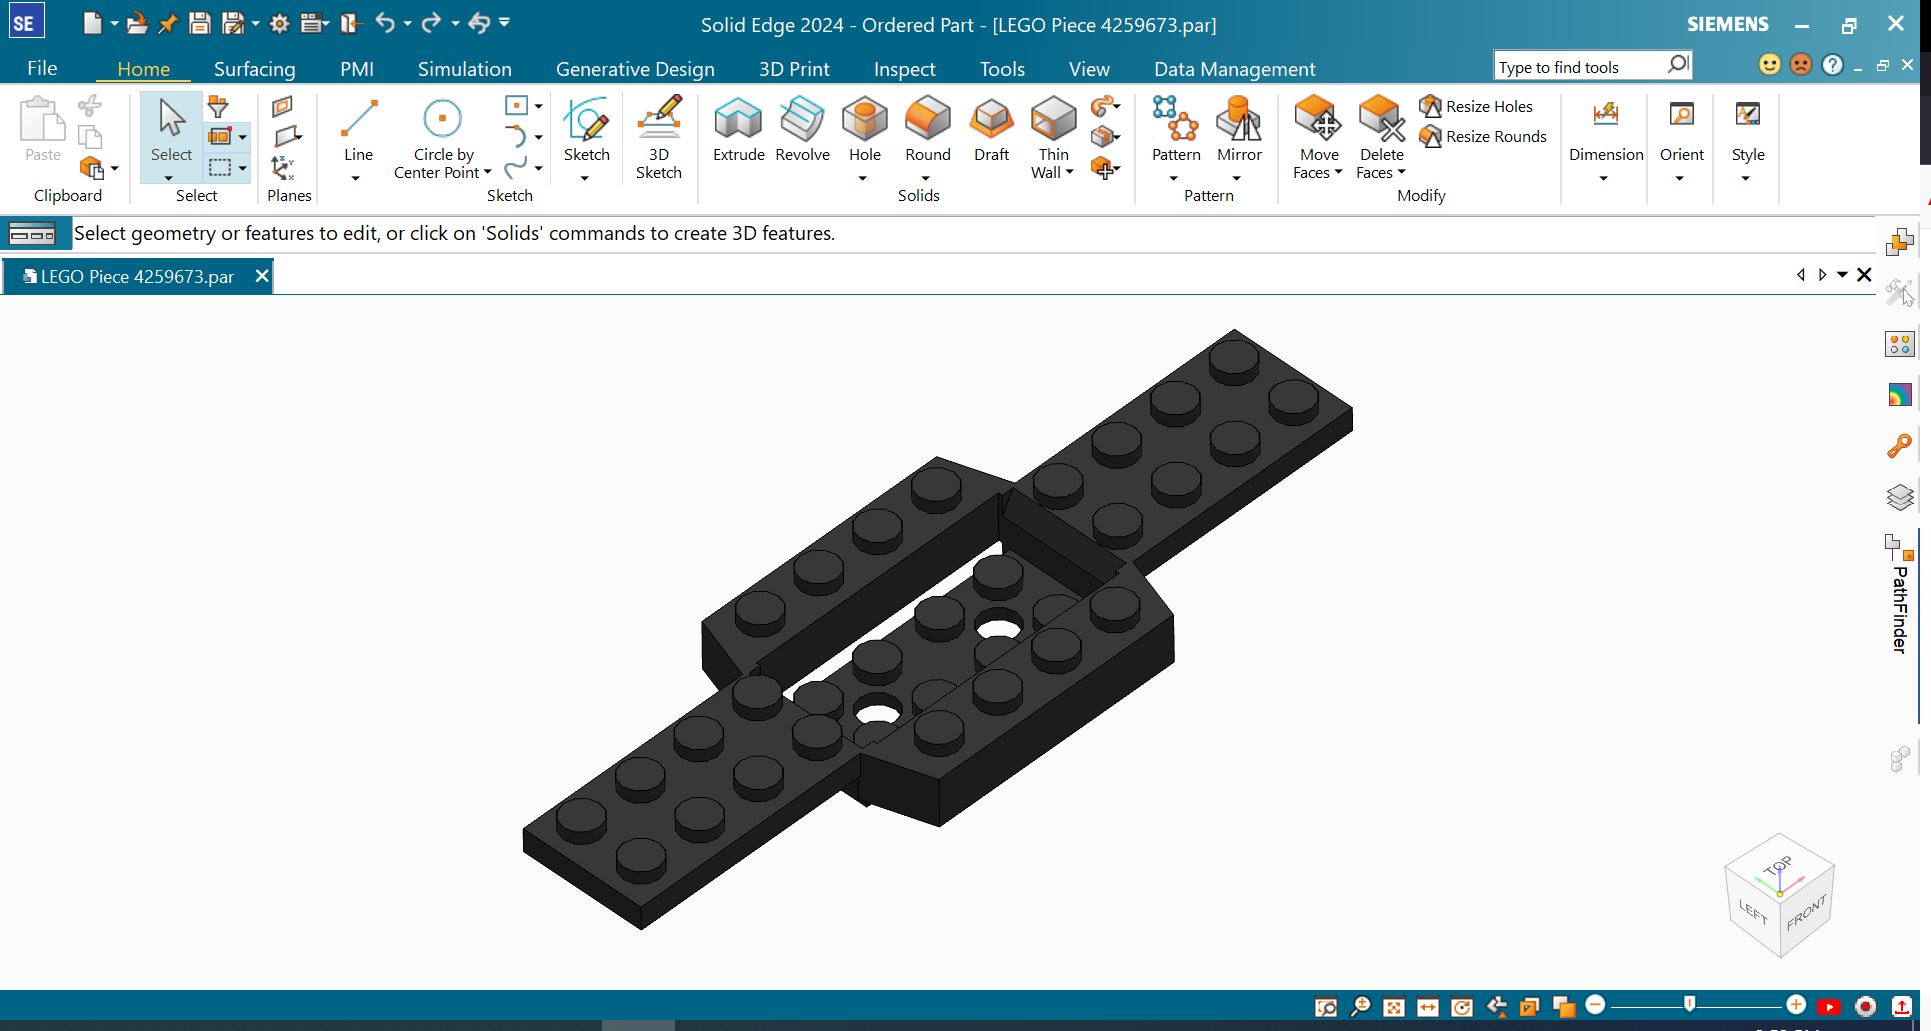 SE
Solid Edge 2024 - Ordered Part - [LEGO Piece 4259673.par]
SIEMENS
File Home Surfacing PMI Simulation Generative Design 3D Print Inspect Tools View Data Management
Type to find tools
Paste
Clipboard
Select
Select
Planes
Line
Circle by
Center Point
Sketch
3D
Sketch
Sketch
Extrude
Revolve
Hole
Round
Draft
Thin
Wall
Solids
Pattern
Mirror
Pattern
Move
Faces
Delete
Faces
Resize Holes
Resize Rounds
Modify
Dimension
Orient
Style
Select geometry or features to edit, or click on 'Solids' commands to create 3D features.
LEGO Piece 4259673.par
PathFinder
TOP
LEFT
FRONT